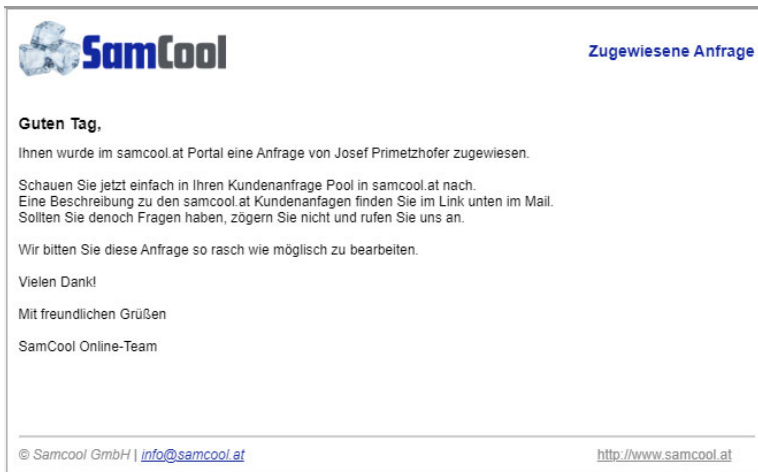 SamCool
Zugewiesene Anfrage
Guten Tag,
Ihnen wurde im samcool.at Portal eine Anfrage von Josef Primetzhofer zugewiesen.
Schauen Sie jetzt einfach in Ihren Kundenanfrage Pool in samcool.at nach.
Eine Beschreibung zu den samcool.at Kundenanfagen finden Sie im Link unten im Mail.
Sollten Sie denoch Fragen haben, zögern Sie nicht und rufen Sie uns an.
Wir bitten Sie diese Anfrage so rasch wie möglisch zu bearbeiten.
Vielen Dank!
Mit freundlichen Grüßen
SamCool Online-Team
© Samcool GmbH | info@samcool.at
http://www.samcool.at